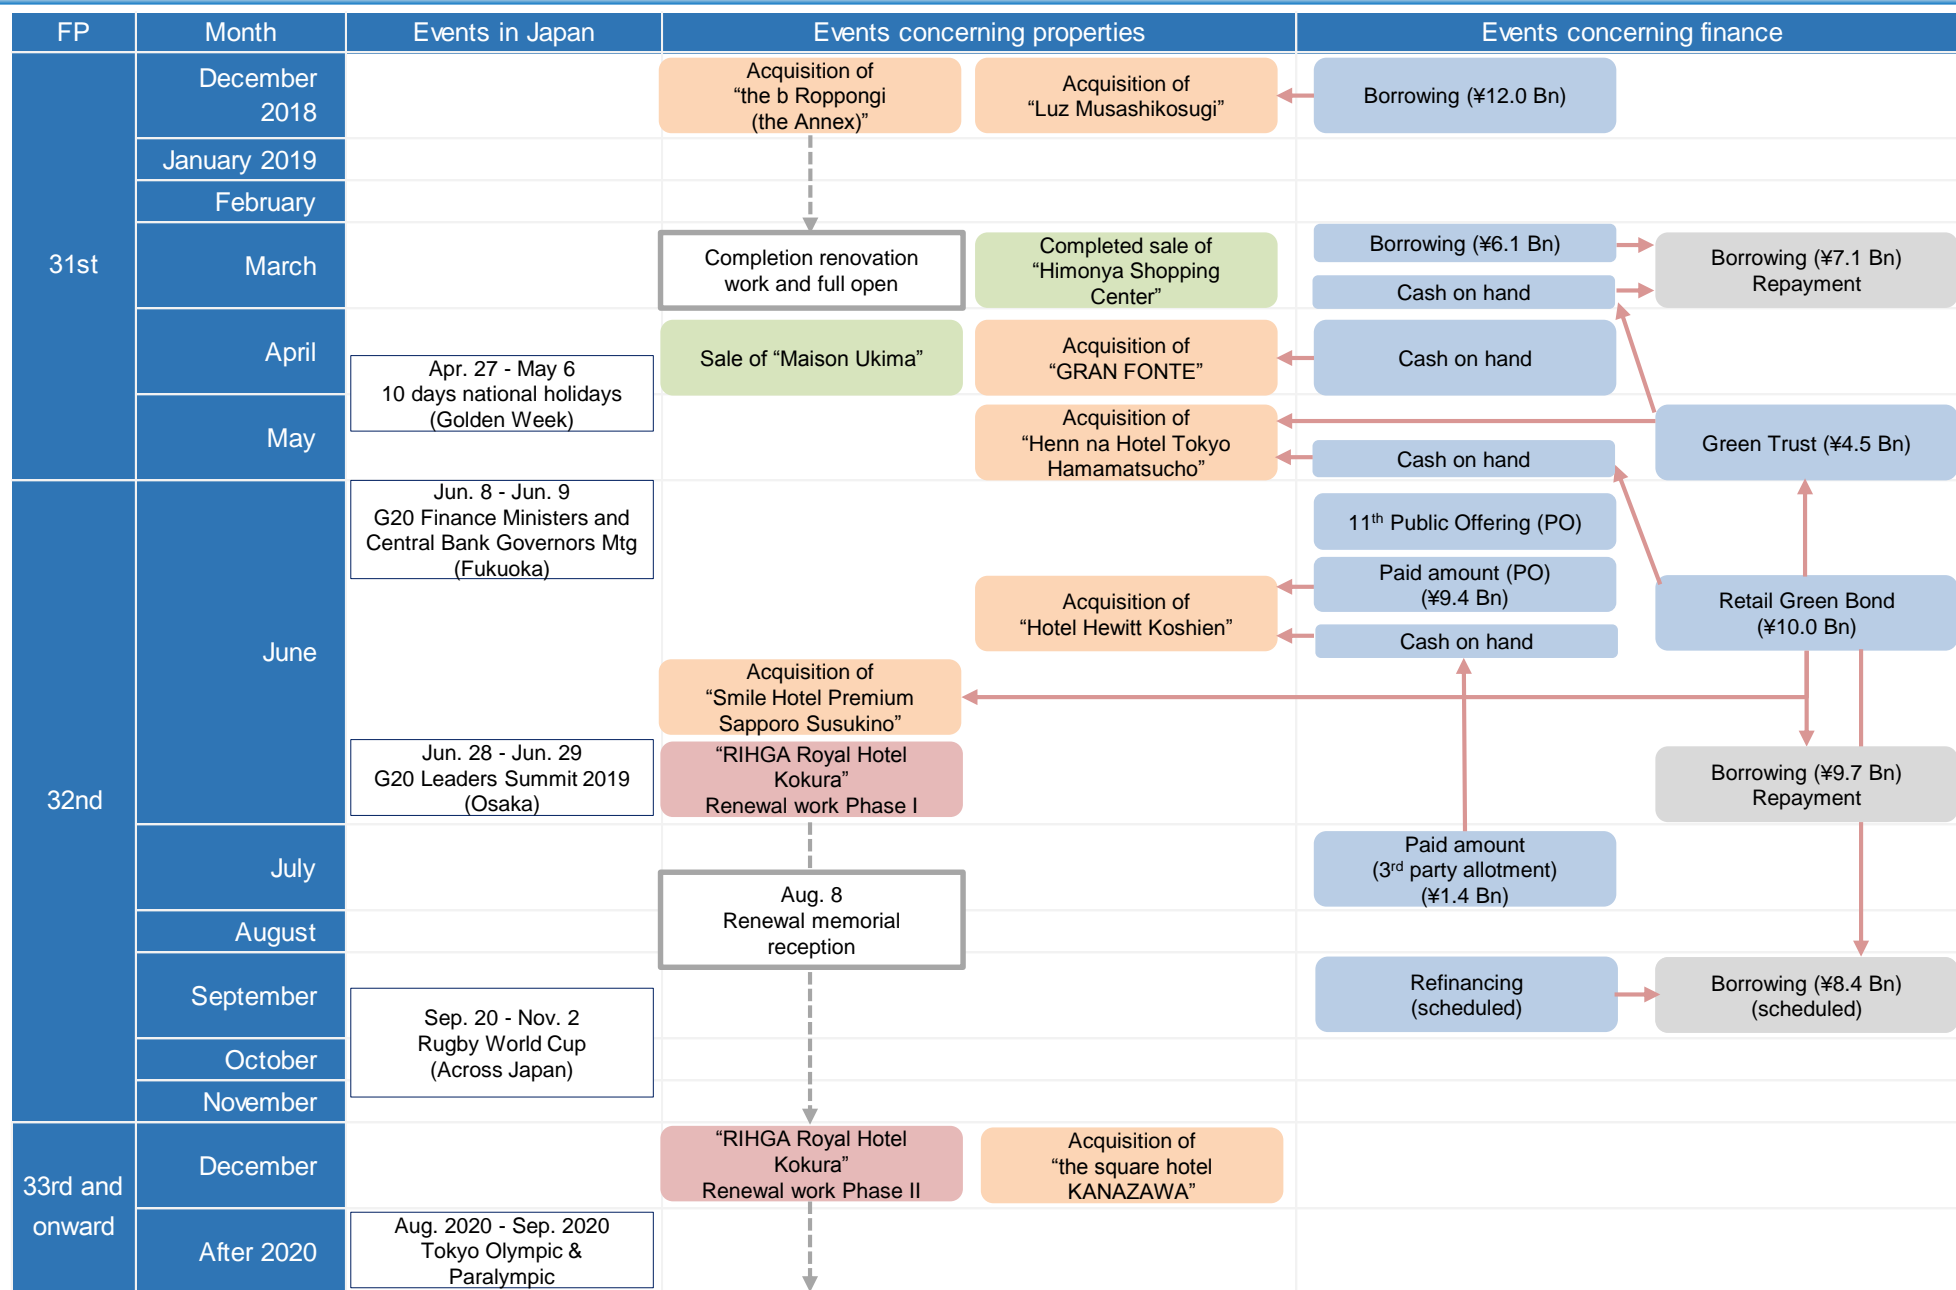 FP
Month
Events in Japan
Events concerning properties
Events concerning finance
31st
December
2018
Acquisition of
“the b Roppongi
(the Annex)”
Acquisition of
“Luz Musashikosugi”
Borrowing (¥12.0 Bn)
January 2019
February
March
Completion renovation
work and full open
Completed sale of
“Himonya Shopping
Center”
Borrowing (¥6.1 Bn)
Cash on hand
Borrowing (¥7.1 Bn)
Repayment
April
Apr. 27 - May 6
10 days national holidays
(Golden Week)
Sale of “Maison Ukima”
Acquisition of
“GRAN FONTE”
Cash on hand
May
Acquisition of
“Henn na Hotel Tokyo
Hamamatsucho”
Cash on hand
Green Trust (¥4.5 Bn)
32nd
June
Jun. 8 - Jun. 9
G20 Finance Ministers and
Central Bank Governors Mtg
(Fukuoka)
11th Public Offering (PO)
Acquisition of
“Hotel Hewitt Koshien”
Paid amount (PO)
(¥9.4 Bn)
Cash on hand
Retail Green Bond
(¥10.0 Bn)
Acquisition of
“Smile Hotel Premium
Sapporo Susukino”
Jun. 28 - Jun. 29
G20 Leaders Summit 2019
(Osaka)
“RIHGA Royal Hotel
Kokura”
Renewal work Phase I
Borrowing (¥9.7 Bn)
Repayment
July
Paid amount
(3rd party allotment)
(¥1.4 Bn)
Aug. 8
Renewal memorial
reception
August
September
Sep. 20 - Nov. 2
Rugby World Cup
(Across Japan)
Refinancing
(scheduled)
Borrowing (¥8.4 Bn)
(scheduled)
October
November
33rd and
onward
December
“RIHGA Royal Hotel
Kokura”
Renewal work Phase II
Acquisition of
“the square hotel
KANAZAWA”
After 2020
Aug. 2020 - Sep. 2020
Tokyo Olympic &
Paralympic